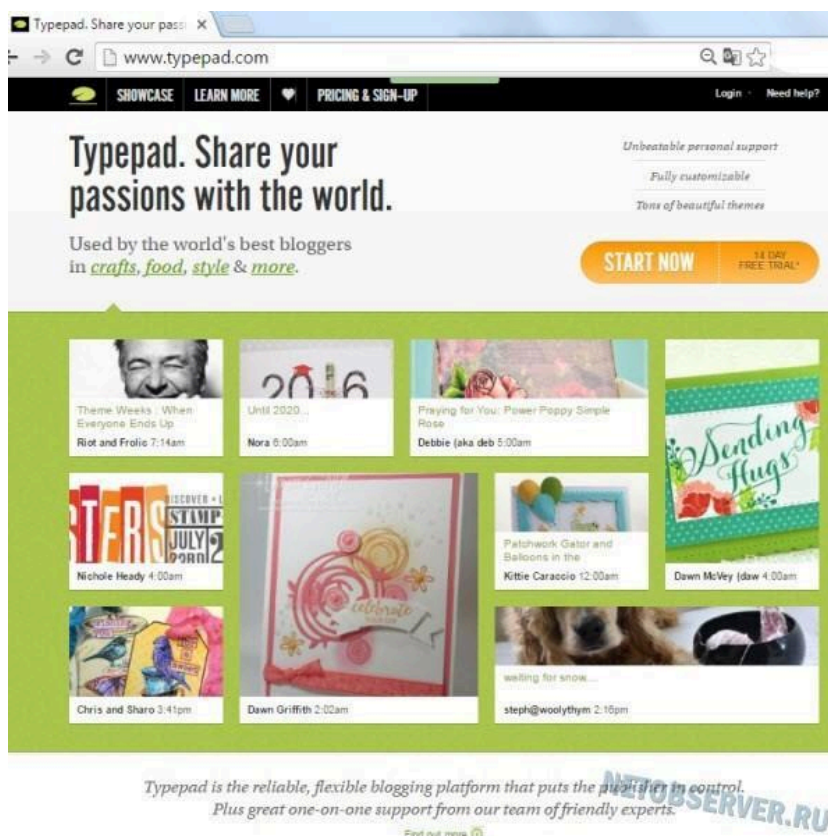 Typepad. Share your pass
www.typepad.com
SHOWCASE LEARN MORE PRICING & SIGN-UP Login Need help?
Typepad. Share your
passions with the world.
Used by the world's best bloggers
in crafts, food, style & more.
Unbeatable personal support
Fully customizable
Tons of beautiful themes
START NOW
14 DAY
FREE TRIAL*
Theme Weeks : When
Everyone Ends Up
Riot and Frolic 7:14am
2016
Until 2020...
Nora 6:00am
Praying for You: Power Poppy Simple
Rose
Debbie (aka deb 5:00am
Sending
Hugs
Dawn McVey (daw 4:00am
STERS
DISCOVER
STAMP
JULY
23RD
Nichole Heady 4:00am
celebrate
Dawn Griffith 2:02am
Patchwork Gator and
Balloons in the
Kittie Caraccio 12:00am
Chris and Sharo 3:41pm
waiting for snow...
steph@woolythym 2:16pm
Typepad is the reliable, flexible blogging platform that puts the publisher in control.
Plus great one-on-one support from our team of friendly experts.
Find out more
NETOBSERVER.RU